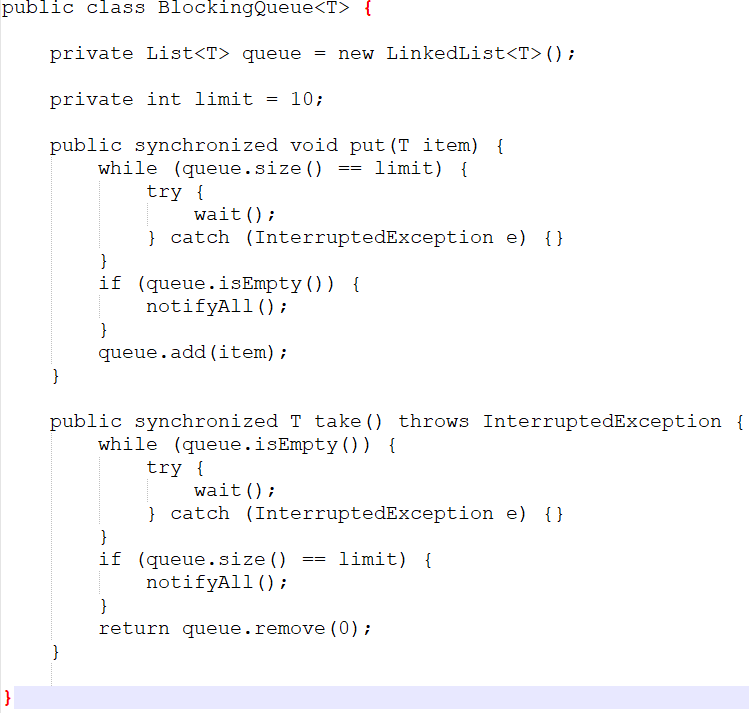 public class BlockingQueue<T> {
private List<T> queue = new LinkedList<T>();
private int limit = 10;
public synchronized void put(T item) {
while (queue.size() == limit) {
try {
wait();
} catch (InterruptedException e) {}
}
if (queue.isEmpty()) {
notifyAll();
}
queue.add(item);
}
public synchronized T take() throws InterruptedException {
while (queue.isEmpty()) {
try {
wait();
} catch (InterruptedException e) {}
}
if (queue.size() == limit) {
notifyAll();
}
return queue.remove(0);
}
}